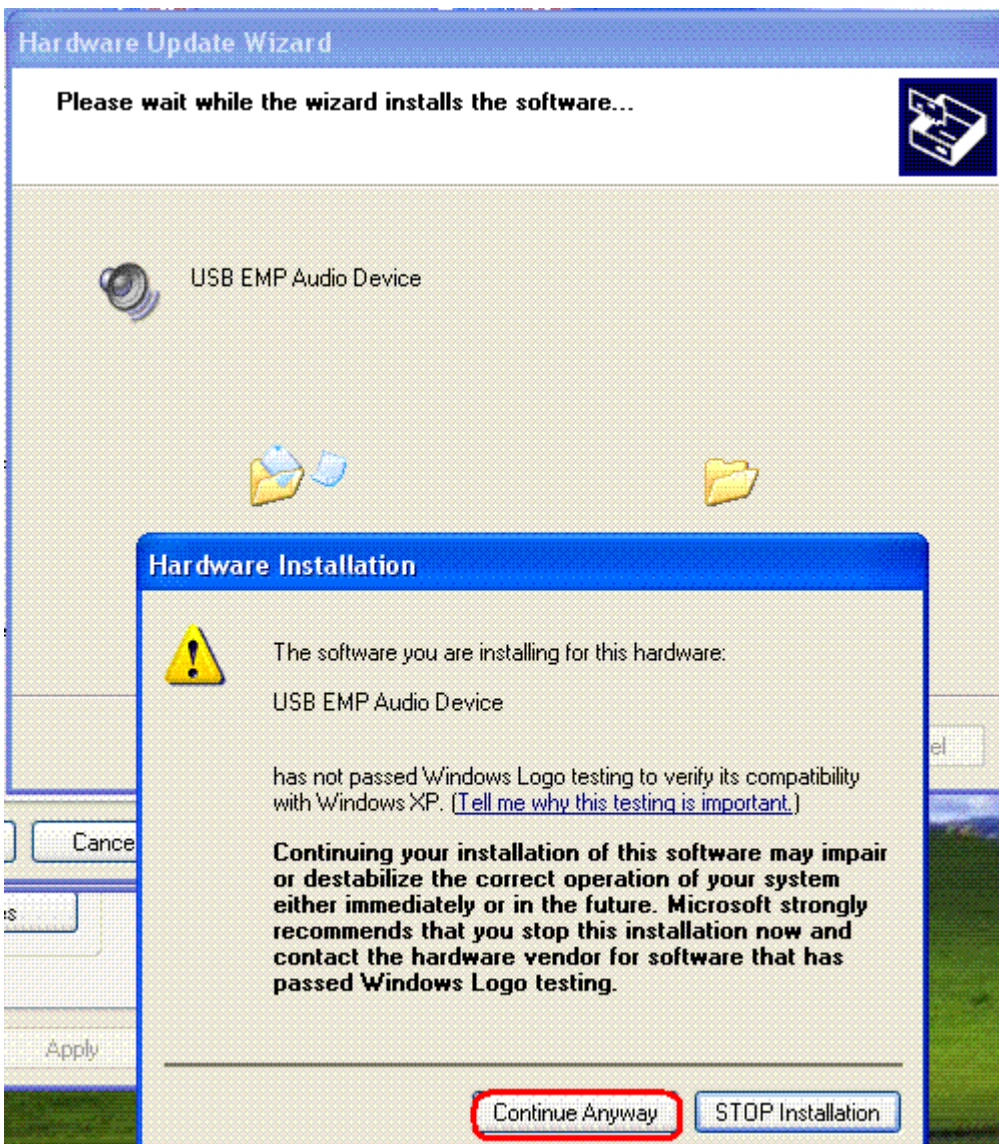 Hardware Update Wizard
Please wait while the wizard installs the software...
USB EMP Audio Device
Hardware Installation
The software you are installing for this hardware:
USB EMP Audio Device
has not passed Windows Logo testing to verify its compatibility
with Windows XP. (Tell me why this testing is important.)
Continuing your installation of this software may impair
or destabilize the correct operation of your system
either immediately or in the future. Microsoft strongly
recommends that you stop this installation now and
contact the hardware vendor for software that has
passed Windows Logo testing.
Continue Anyway
STOP Installation
el
Cance
es
Apply